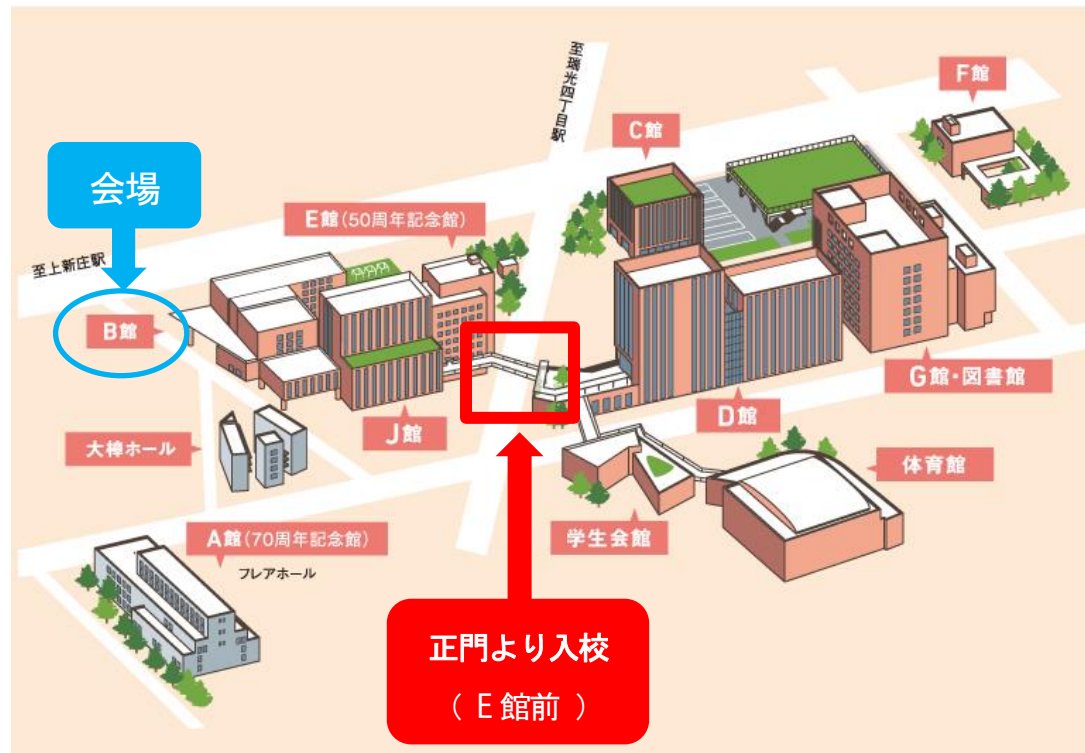 至瑞光四丁目駅
F館
C館
会場
E館(50周年記念館)
至上新庄駅
B館
G館・図書館
D館
J館
大樟ホール
体育館
学生会館
A館(70周年記念館)
フレアホール
正門より入校
( E館前 )